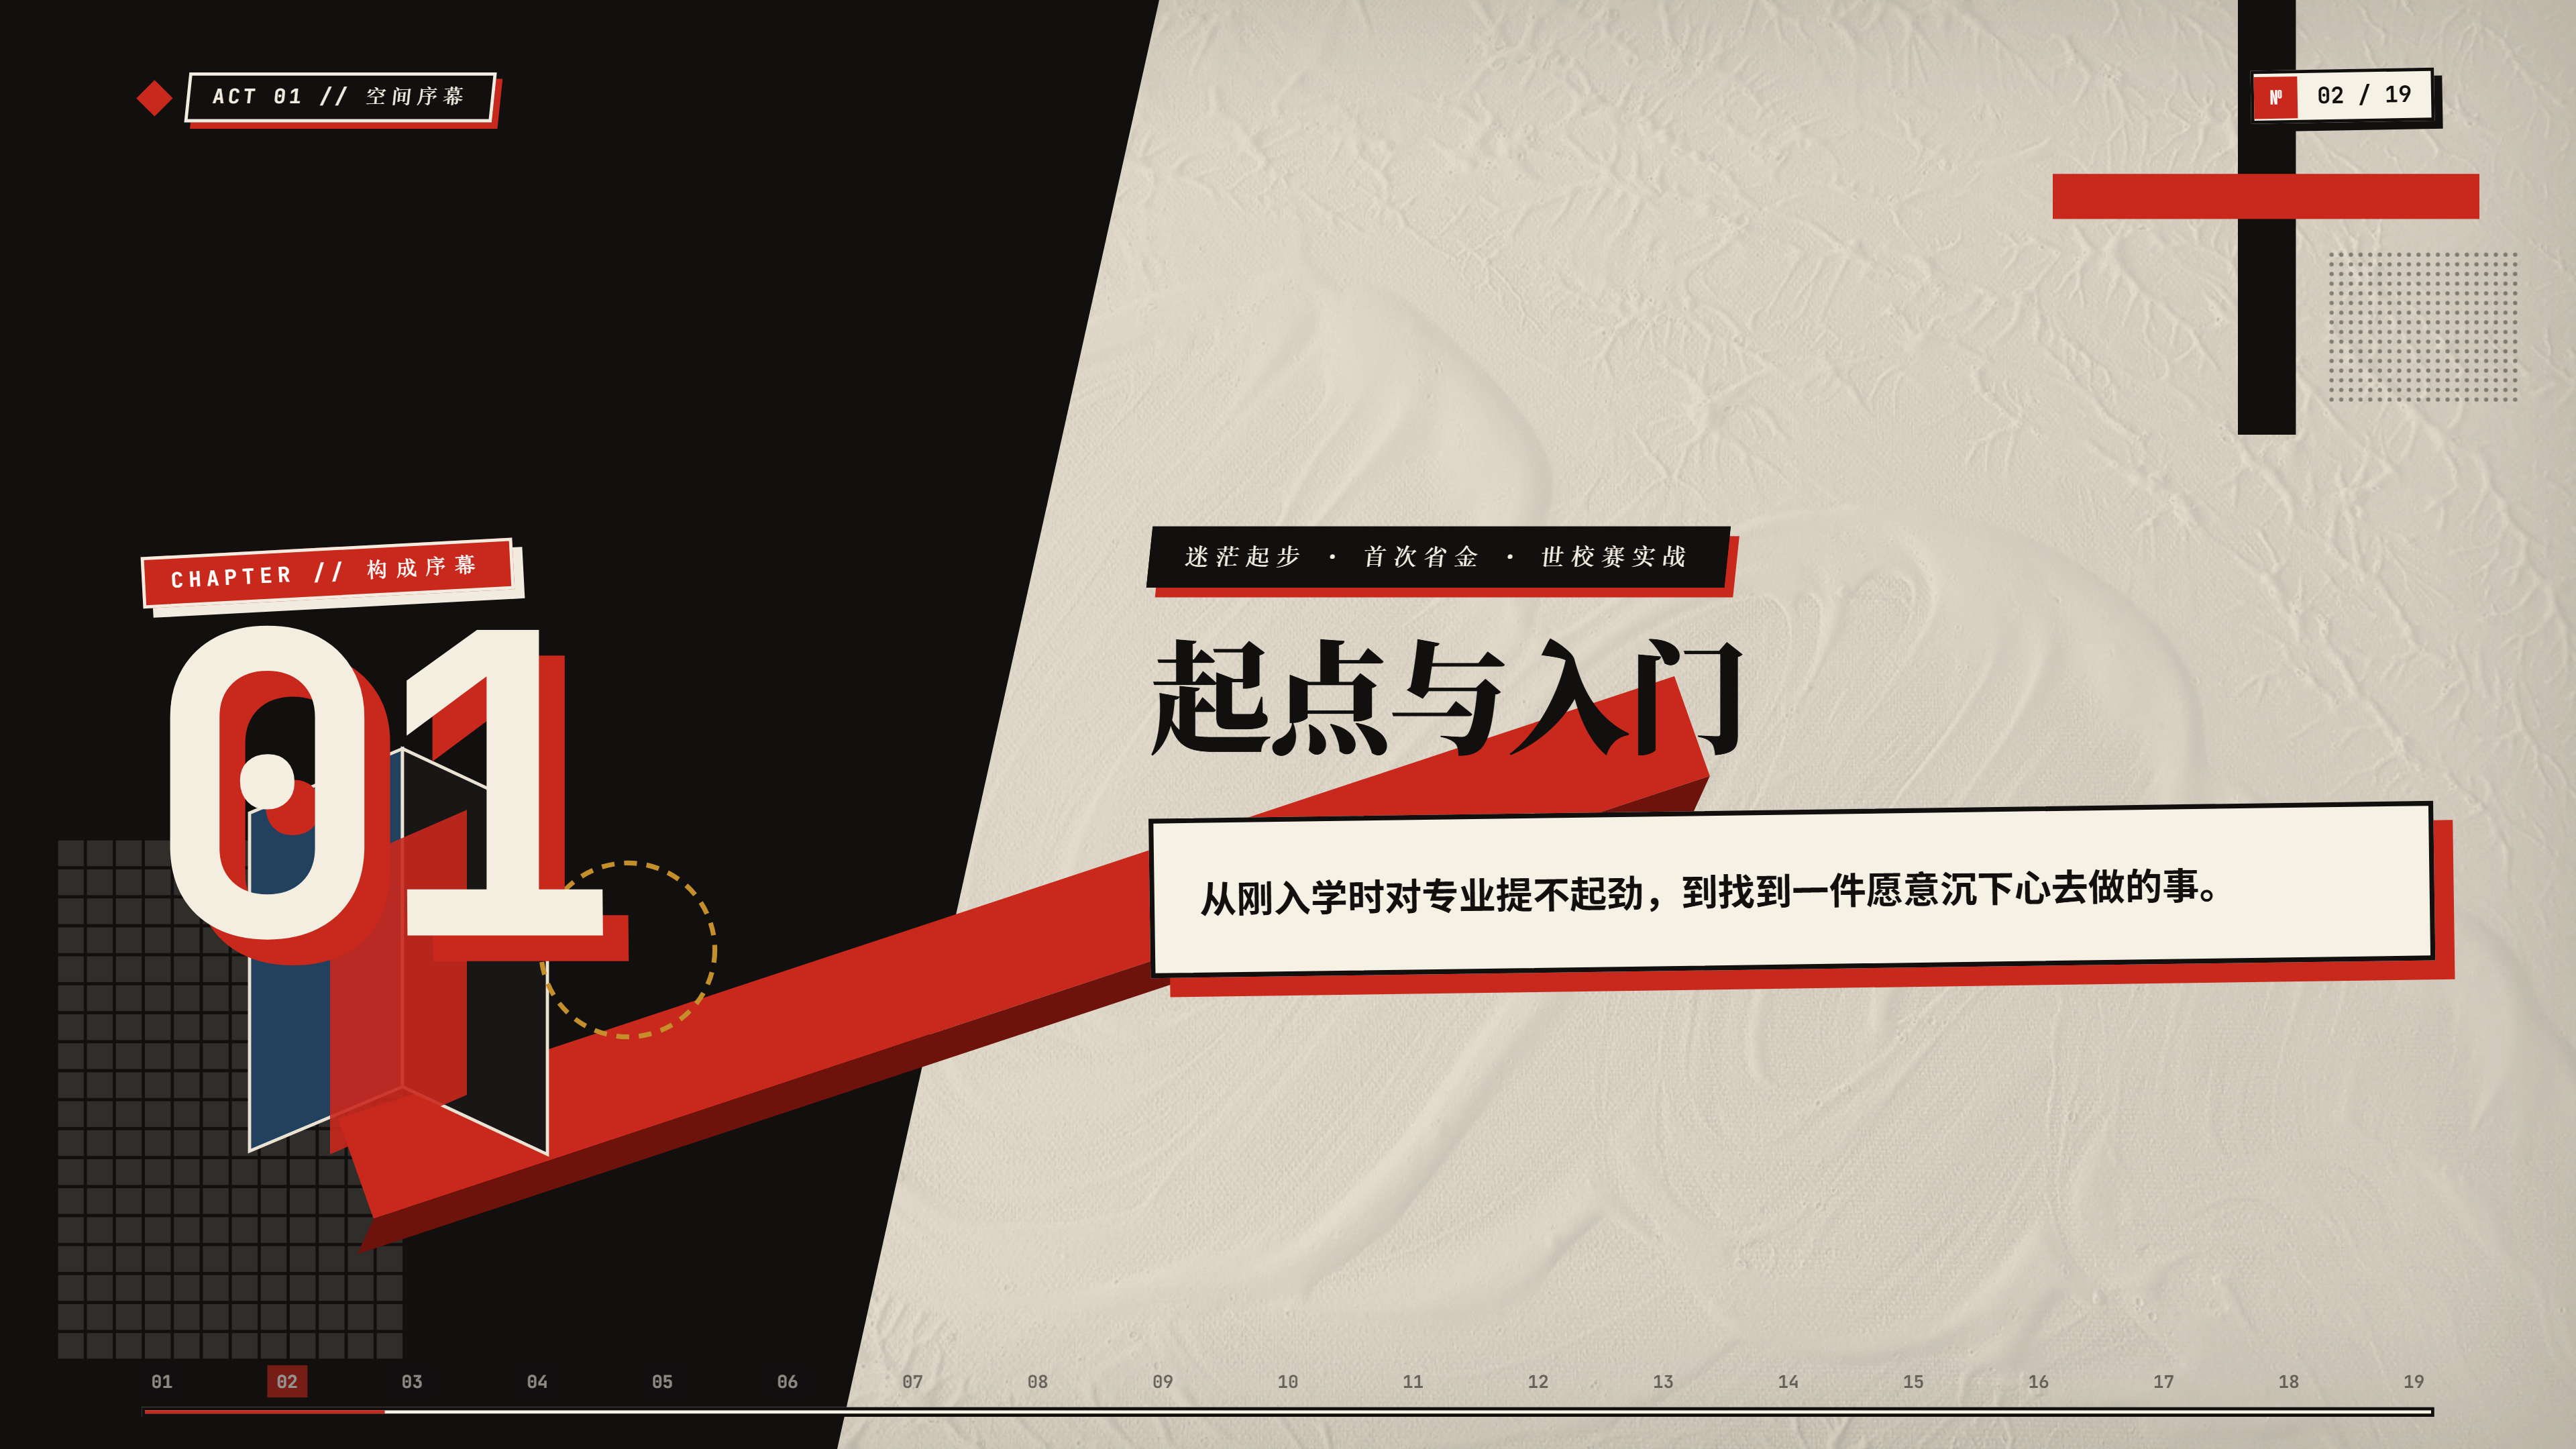 ACT 01 // 空间序幕
Nº 02 / 19
CHAPTER // 构成序幕
01
迷茫起步 · 首次省金 · 世校赛实战
起点与入门
从刚入学时对专业提不起劲，到找到一件愿意沉下心去做的事。
01 02 03 04 05 06 07 08 09 10 11 12 13 14 15 16 17 18 19